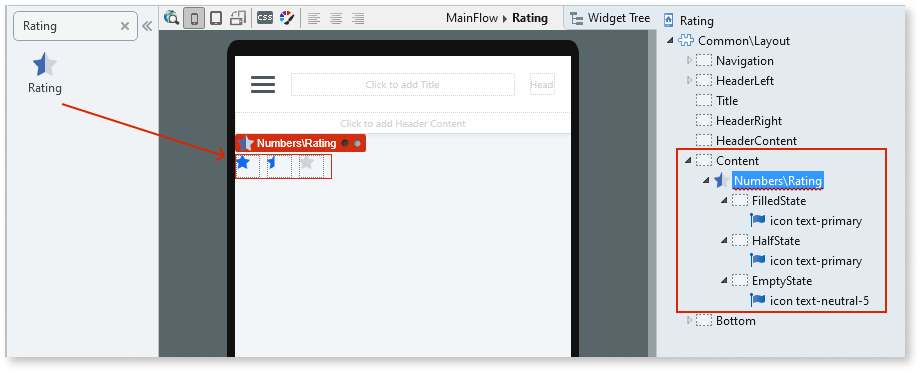 Rating
Rating
CSS
MainFlow ▸ Rating
Widget Tree
Click to add Title
Head
Click to add Header Content
Numbers\Rating
Rating
Common\Layout
Navigation
HeaderLeft
Title
HeaderRight
HeaderContent
Content
Numbers\Rating
FilledState
icon text-primary
HalfState
icon text-primary
EmptyState
icon text-neutral-5
Bottom